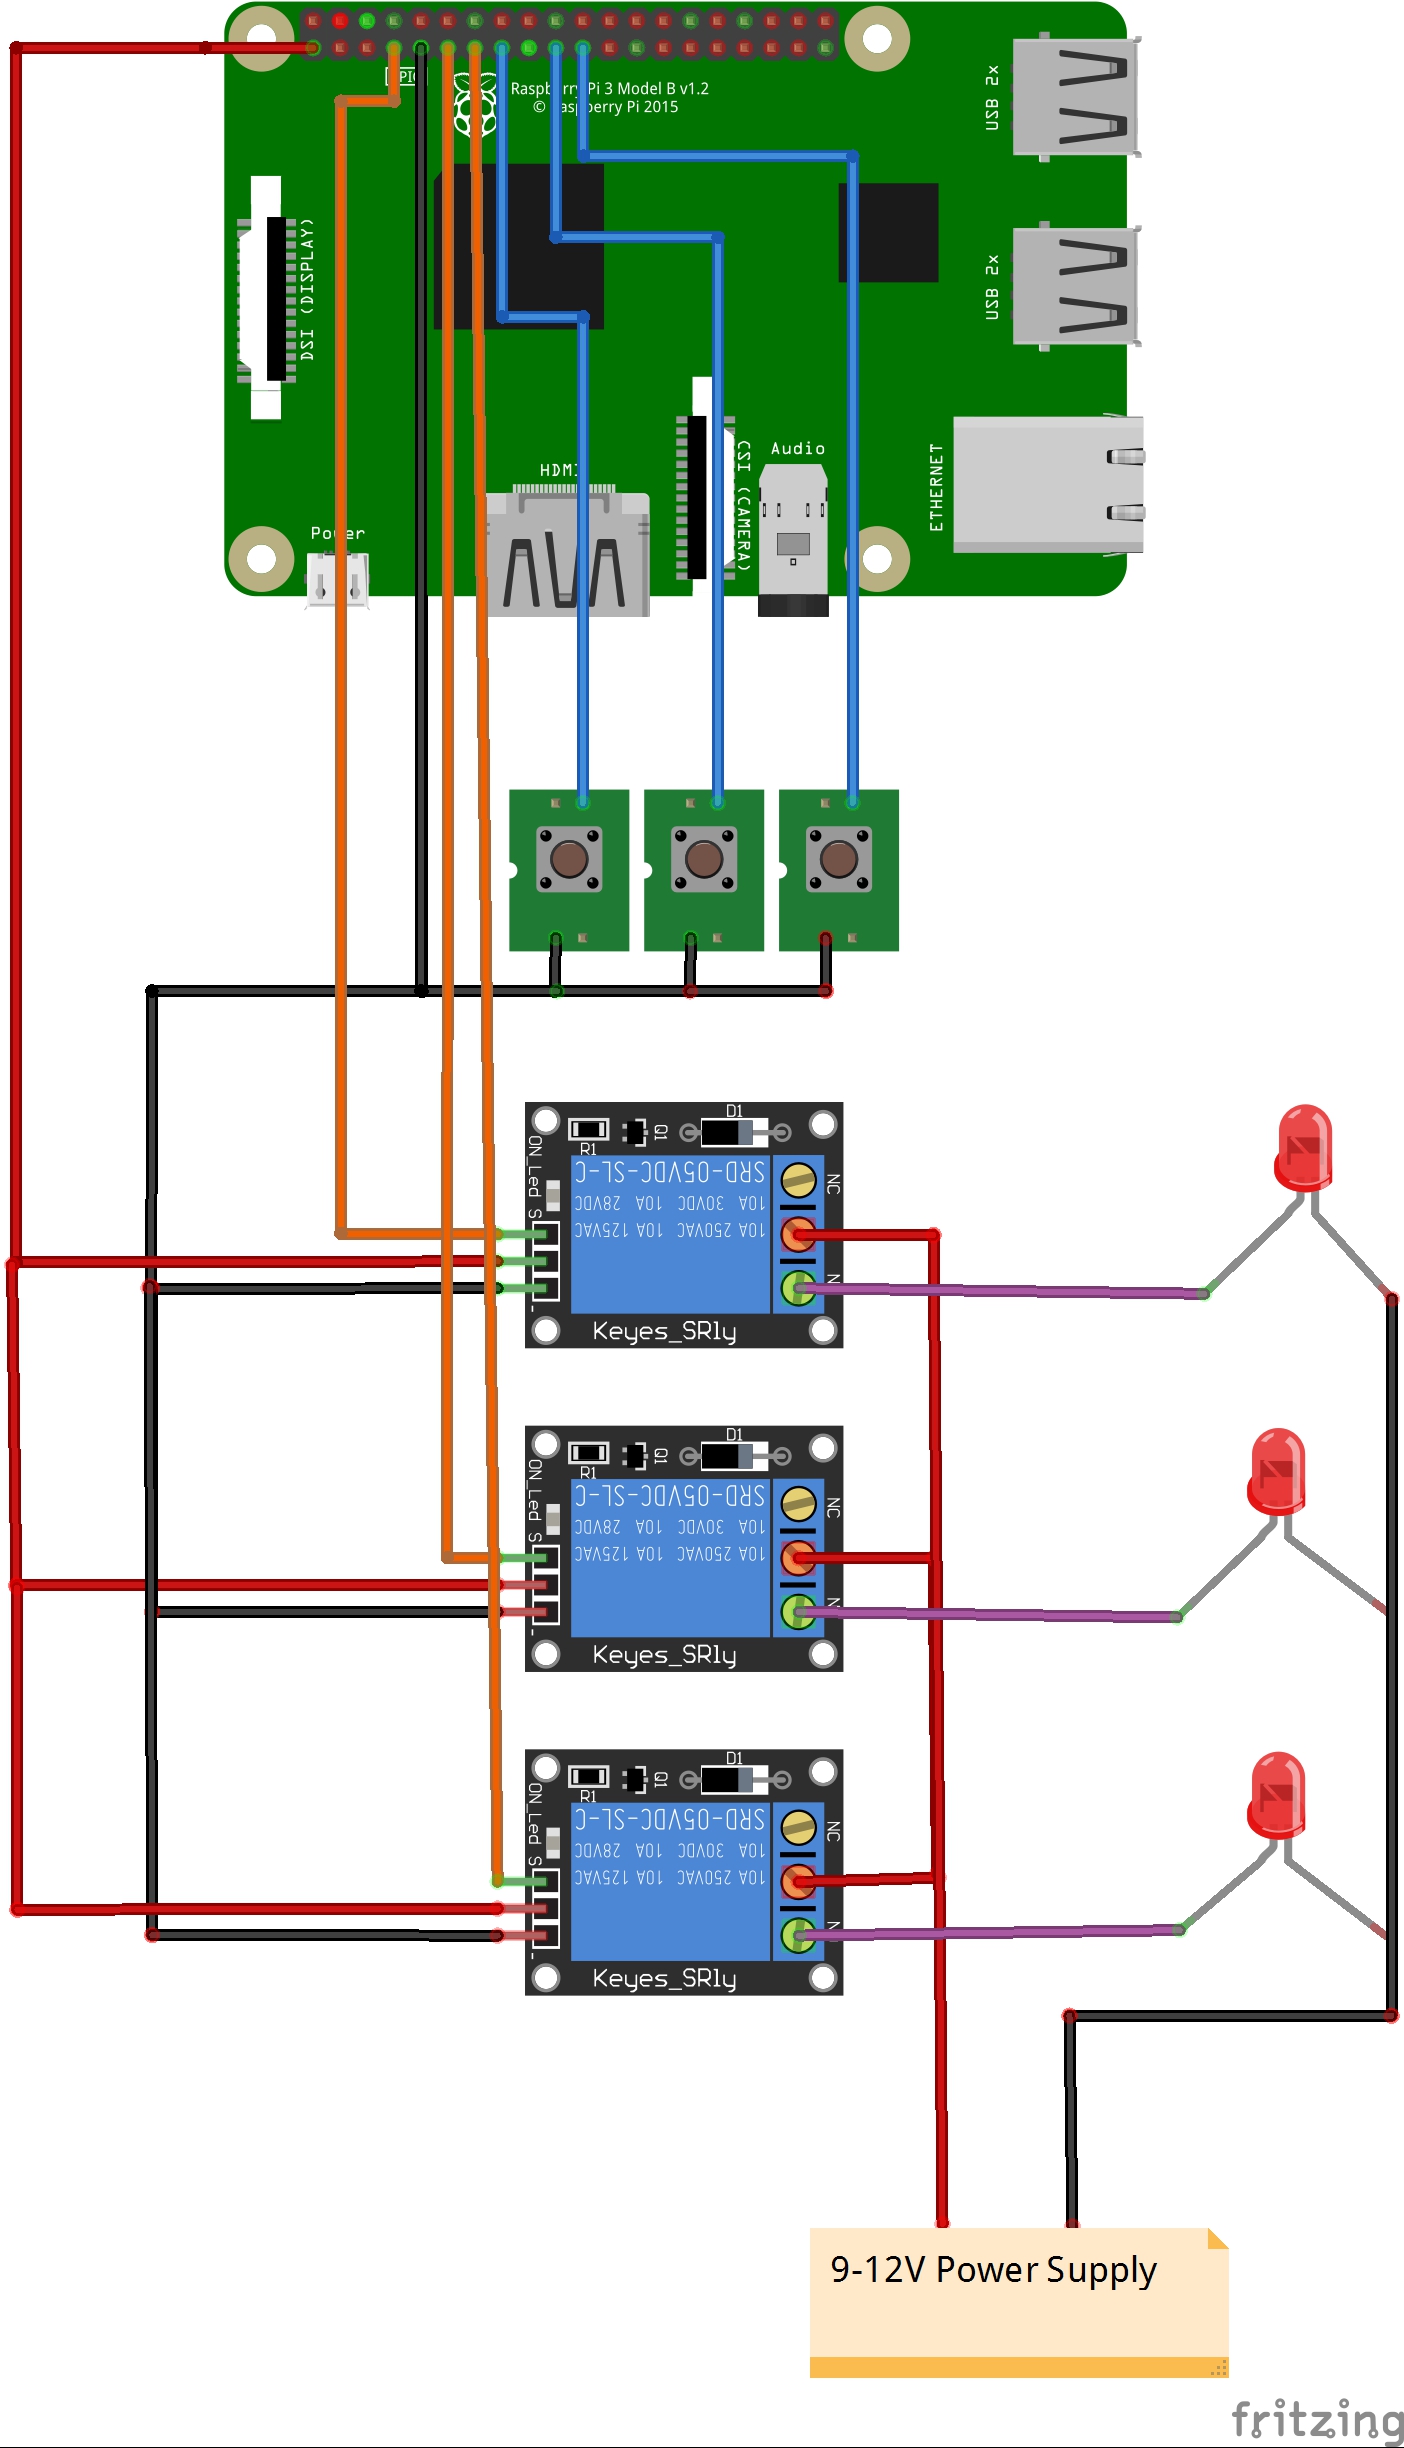 GPIO
Raspberry Pi 3 Model B v1.2
© Raspberry Pi 2015
USB 2x
USB 2x
DSI (DISPLAY)
HDMI
CSI (CAMERA)
Audio
ETHERNET
Power
D1
Q1
R1
ON_Led
S
SRD-05VDC-SL-C
10A 30VDC 10A 28VDC
10A 250VAC 10A 125VAC
NC
-
Keyes_SRly
D1
Q1
R1
ON_Led
S
SRD-05VDC-SL-C
10A 30VDC 10A 28VDC
10A 250VAC 10A 125VAC
NC
-
Keyes_SRly
D1
Q1
R1
ON_Led
S
SRD-05VDC-SL-C
10A 30VDC 10A 28VDC
10A 250VAC 10A 125VAC
NC
-
Keyes_SRly
9-12V Power Supply
fritzing